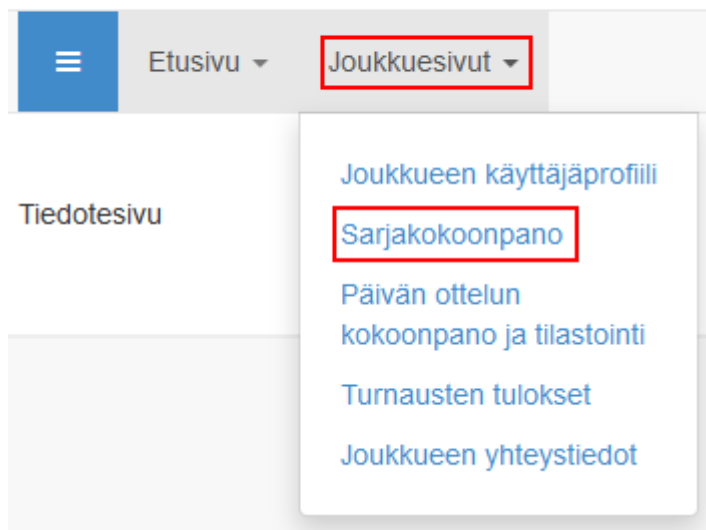 Etusivu
Joukkuesivut
Joukkueen käyttäjäprofiili
Tiedotesivu
Sarjakokoonpano
Päivän ottelun
kokoonpano ja tilastointi
Turnausten tulokset
Joukkueen yhteystiedot